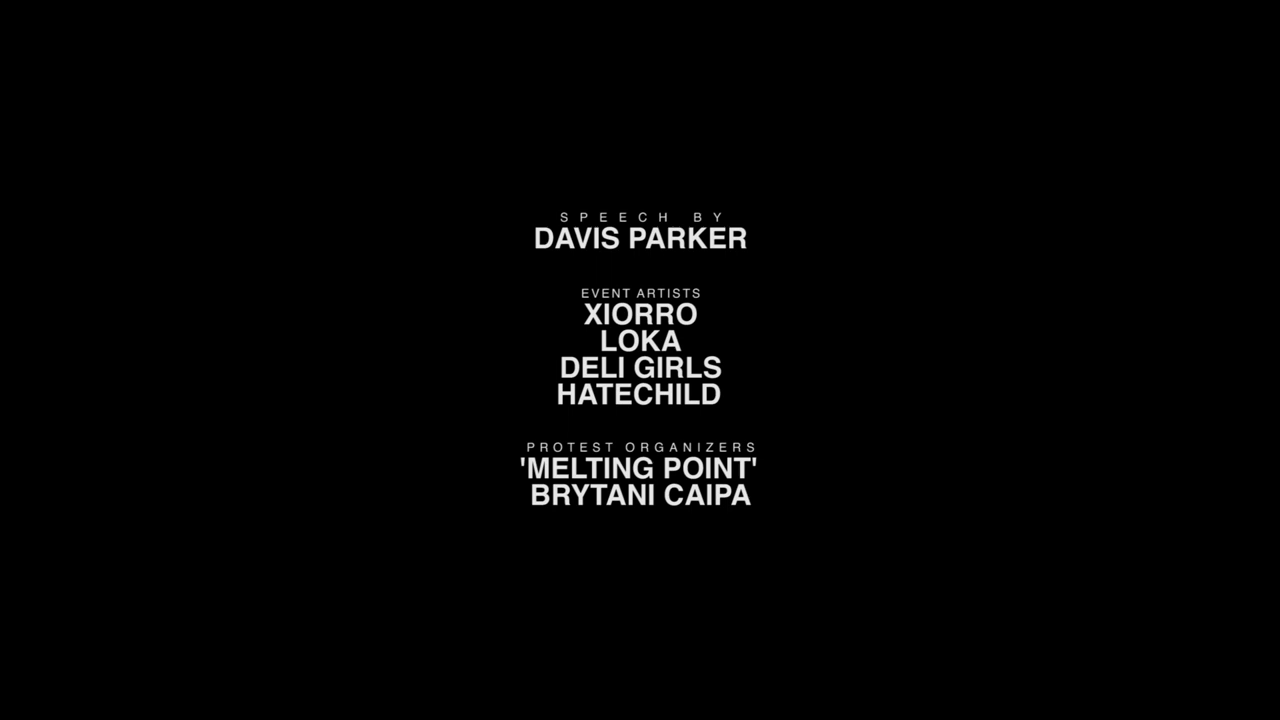 SPEECH BY
DAVIS PARKER
EVENT ARTISTS
XIORRO
LOKA
DELI GIRLS
HATECHILD
PROTEST ORGANIZERS
'MELTING POINT'
BRYTANI CAIPA